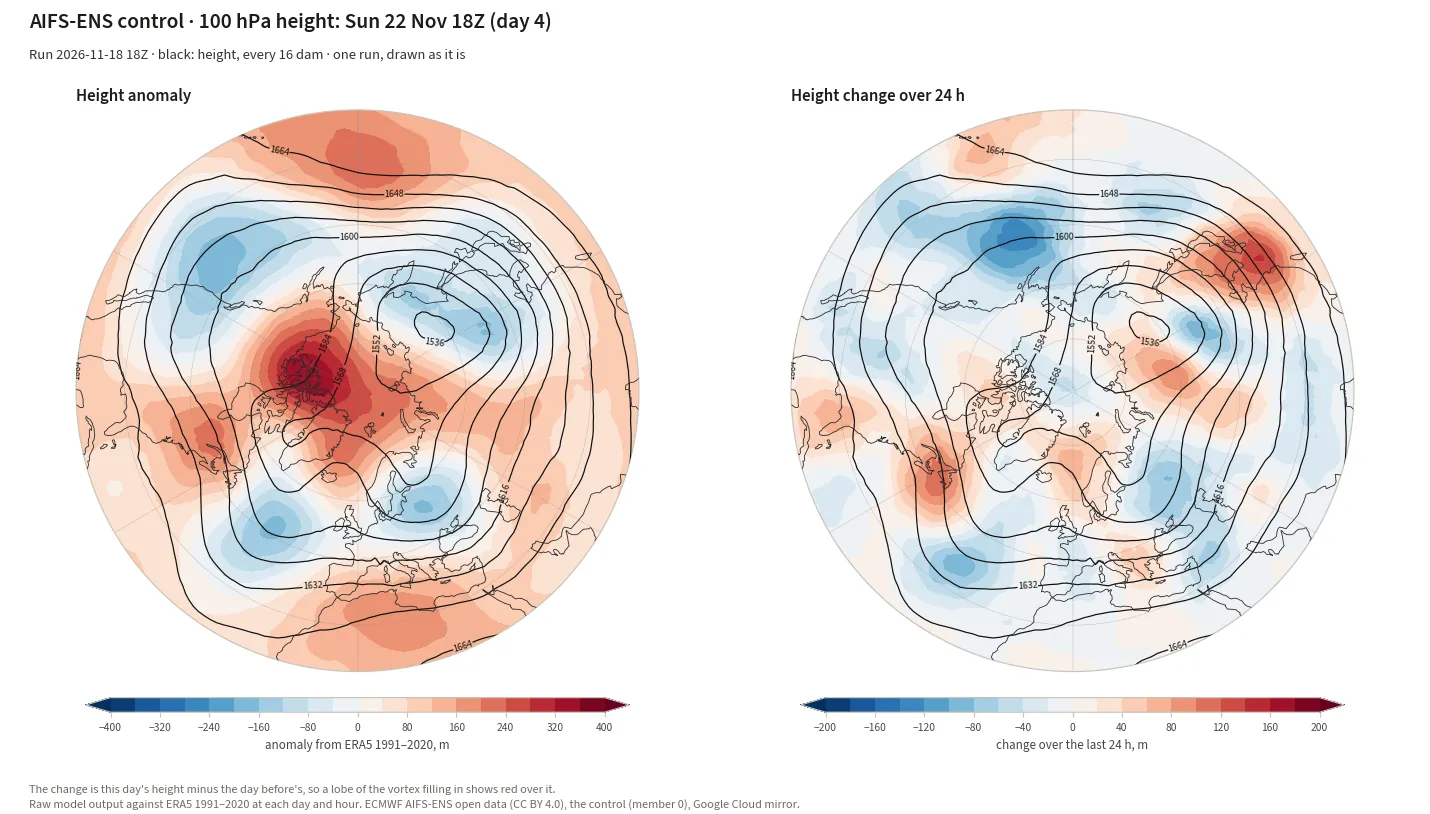 AIFS-ENS control · 100 hPa height: Sun 22 Nov 18Z (day 4)
Run 2026-11-18 18Z · black: height, every 16 dam · one run, drawn as it is
Height anomaly
Height change over 24 h
1664
1648
1600
1584
1552
1536
1568
1616
1632
1664
1664
1648
1600
1584
1552
1536
1568
1616
1632
1664
−400 −320 −240 −160 −80 0 80 160 240 320 400
anomaly from ERA5 1991–2020, m
−200 −160 −120 −80 −40 0 40 80 120 160 200
change over the last 24 h, m
The change is this day's height minus the day before's, so a lobe of the vortex filling in shows red over it.
Raw model output against ERA5 1991–2020 at each day and hour. ECMWF AIFS-ENS open data (CC BY 4.0), the control (member 0), Google Cloud mirror.